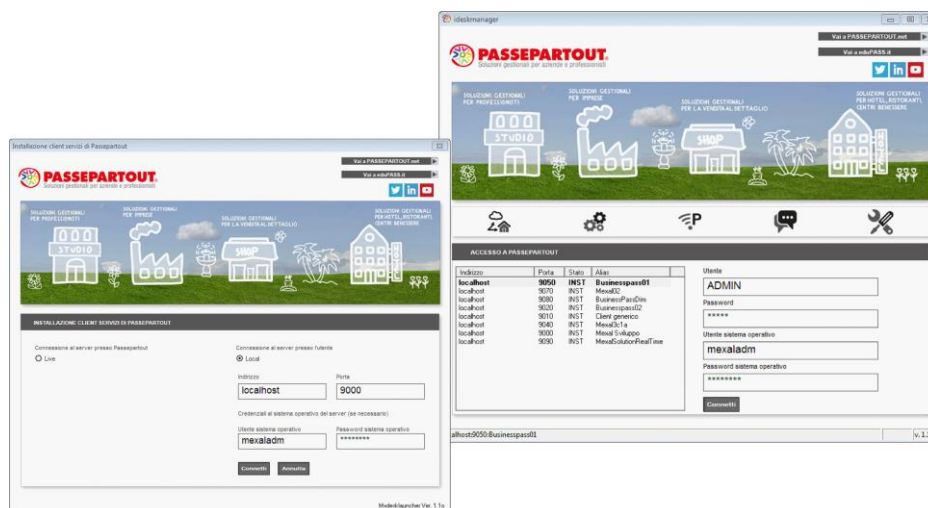 Installazione client servizi di Passepartout
Vai a PASSEPARTOUT.net
Vai a eduPASS.it
PASSEPARTOUT
Soluzioni gestionali per aziende e professionisti
SOLUZIONI GESTIONALI
PER PROFESSIONISTI
SOLUZIONI GESTIONALI
PER IMPRESE
SOLUZIONI GESTIONALI
PER LA VENDITA AL DETTAGLIO
SOLUZIONI GESTIONALI
PER HOTEL, RISTORANTI,
CENTRI BENESSERE
STUDIO
SHOP
INSTALLAZIONE CLIENT SERVIZI DI PASSEPARTOUT
Connessione al server presso Passepartout
Live
Connessione al server presso l'utente
Local
Indirizzo Porta
localhost 9000
Credenziali al sistema operativo del server (se necessario)
Utente sistema operativo Password sistema operativo
mexaladm ********
Connetti Annulla
ideskmanager
Vai a PASSEPARTOUT.net
Vai a eduPASS.it
PASSEPARTOUT
Soluzioni gestionali per aziende e professionisti
SOLUZIONI GESTIONALI
PER PROFESSIONISTI
SOLUZIONI GESTIONALI
PER IMPRESE
SOLUZIONI GESTIONALI
PER LA VENDITA AL DETTAGLIO
SOLUZIONI GESTIONALI
PER HOTEL, RISTORANTI,
CENTRI BENESSERE
STUDIO
SHOP
ACCESSO A PASSEPARTOUT
Indirizzo Porta Stato Alias
localhost 9050 INST Businesspass01
localhost 9070 INST Mexal02
localhost 9080 INST BusinessPassDim
localhost 9020 INST Businesspass02
localhost 9010 INST Client generico
localhost 9040 INST Mexal3c1a
localhost 9000 INST Mexal Sviluppo
localhost 9090 INST MexalSolutionRealTime
Utente
ADMIN
Password
*****
Utente sistema operativo
mexaladm
Password sistema operativo
********
Connetti
alhost:9050:Businesspass01
v. 1.